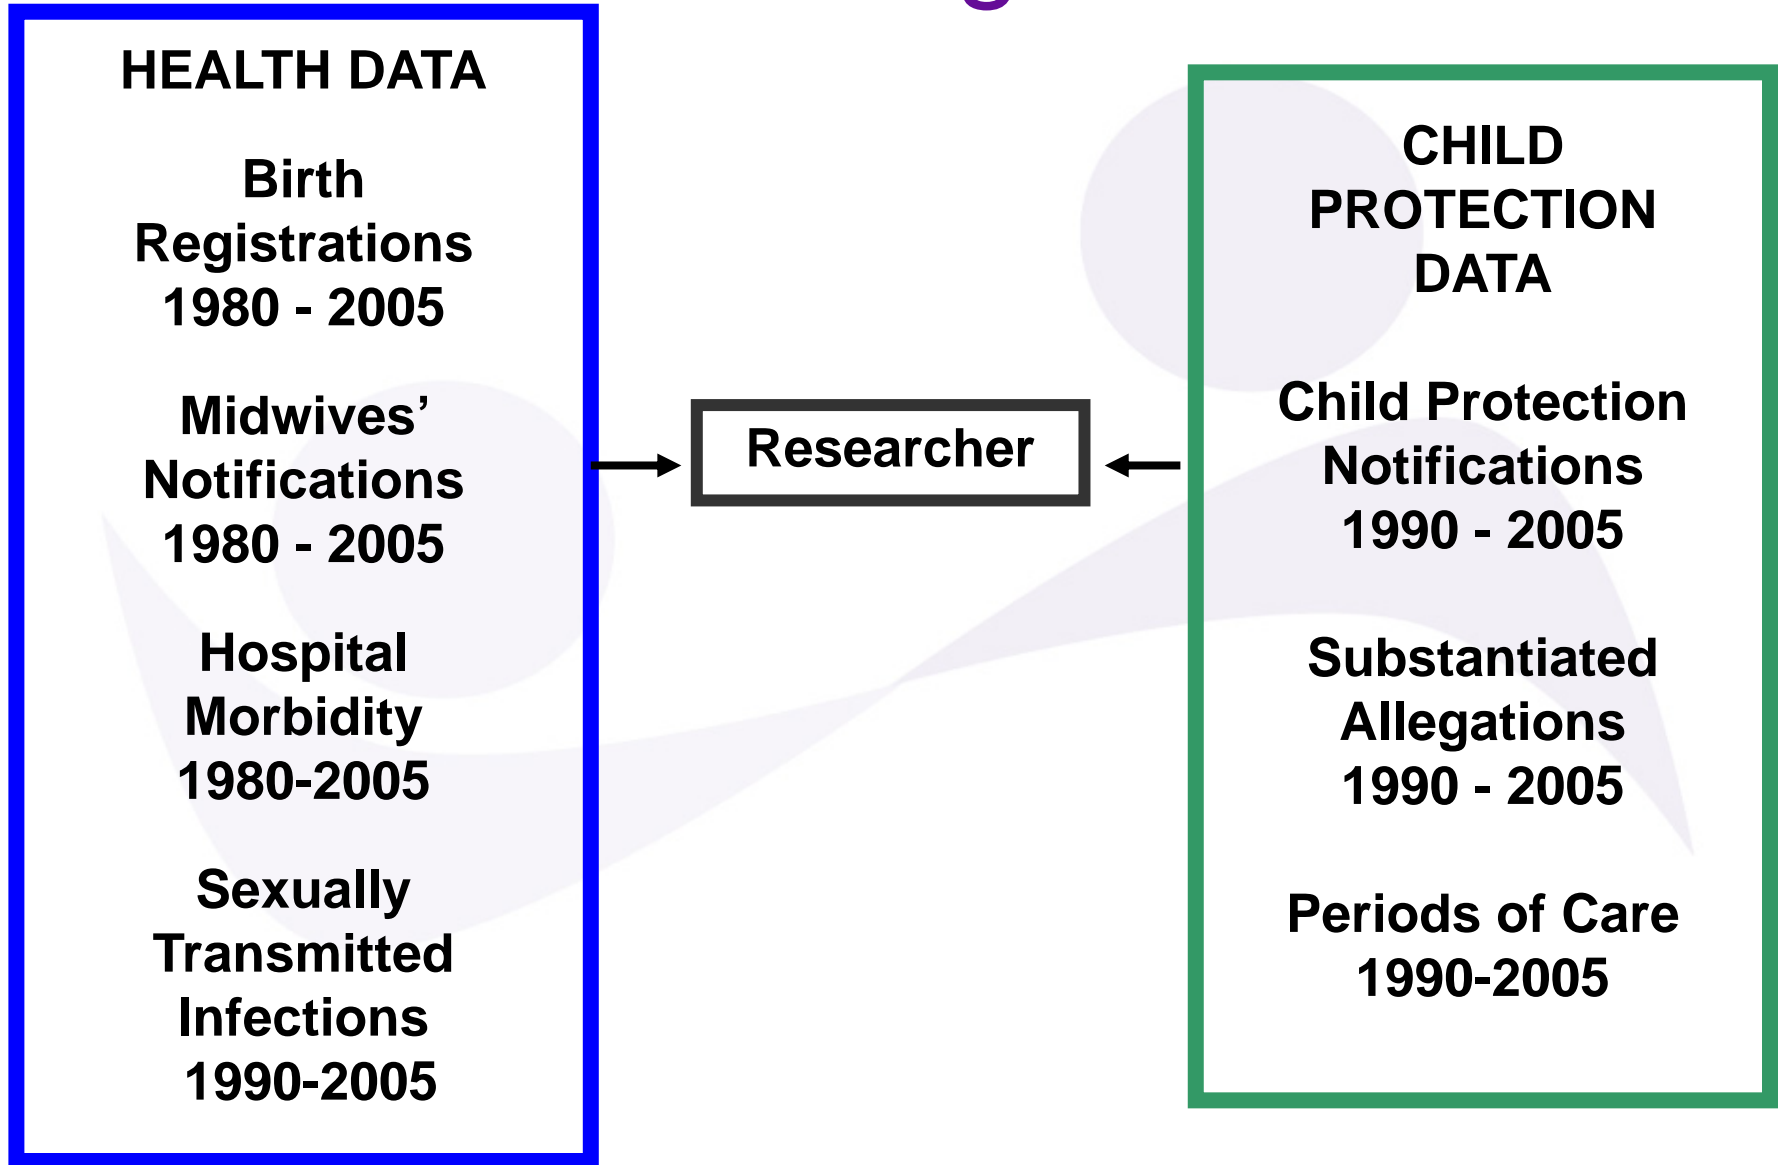 HEALTH DATA
Birth
Registrations
1980 - 2005
Midwives’
Notifications
1980 - 2005
Hospital
Morbidity
1980-2005
Sexually
Transmitted
Infections
1990-2005
Researcher
CHILD
PROTECTION
DATA
Child Protection
Notifications
1990 - 2005
Substantiated
Allegations
1990 - 2005
Periods of Care
1990-2005